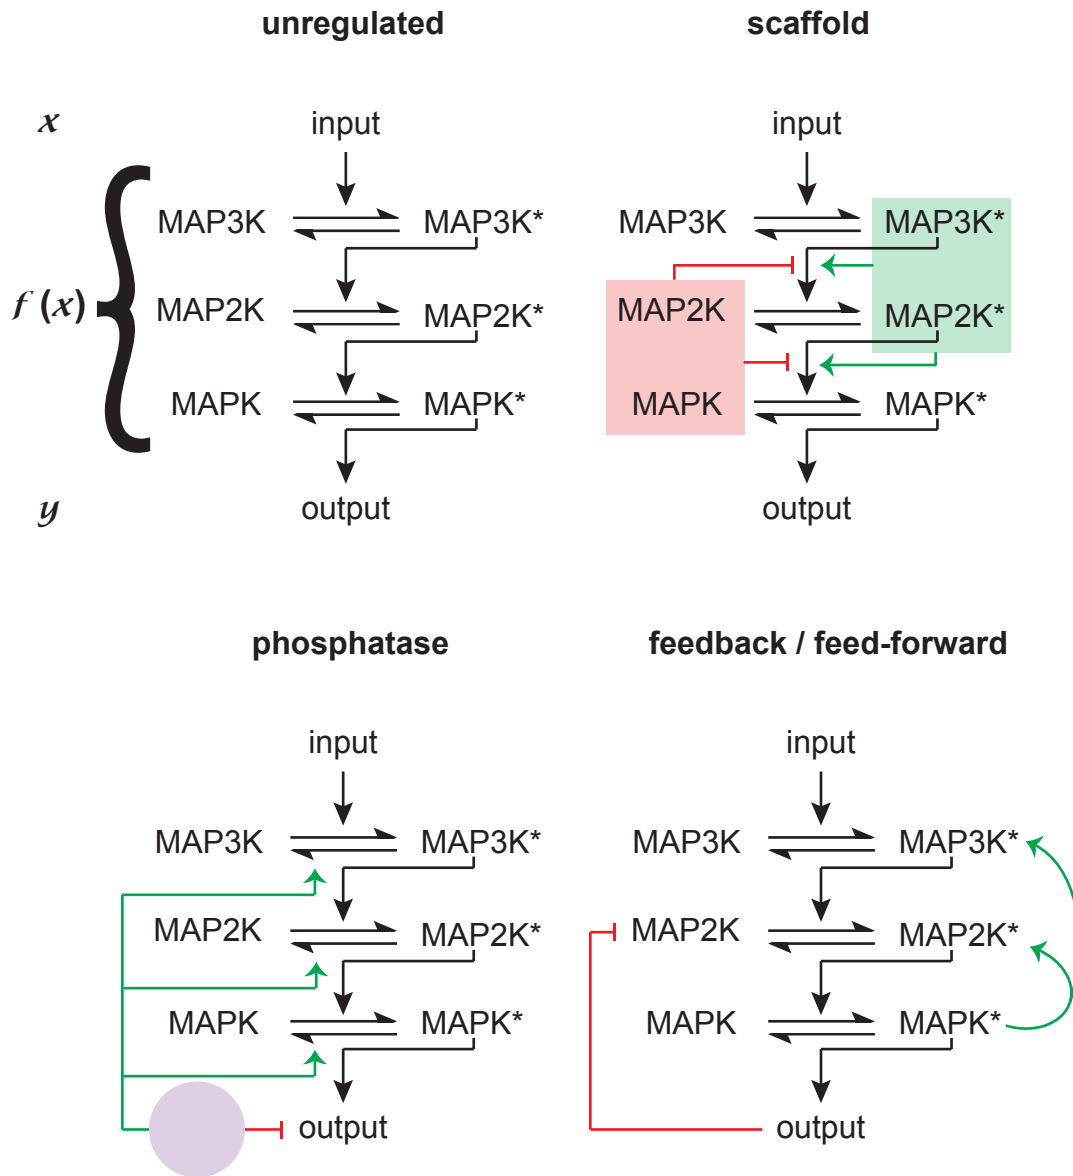 unregulated
x
input
MAP3K
MAP3K*
f (x)
MAP2K
MAP2K*
MAPK
MAPK*
y
output
scaffold
input
MAP3K
MAP3K*
MAP2K
MAP2K*
MAPK
MAPK*
output
phosphatase
input
MAP3K
MAP3K*
MAP2K
MAP2K*
MAPK
MAPK*
output
feedback / feed-forward
input
MAP3K
MAP3K*
MAP2K
MAP2K*
MAPK
MAPK*
output